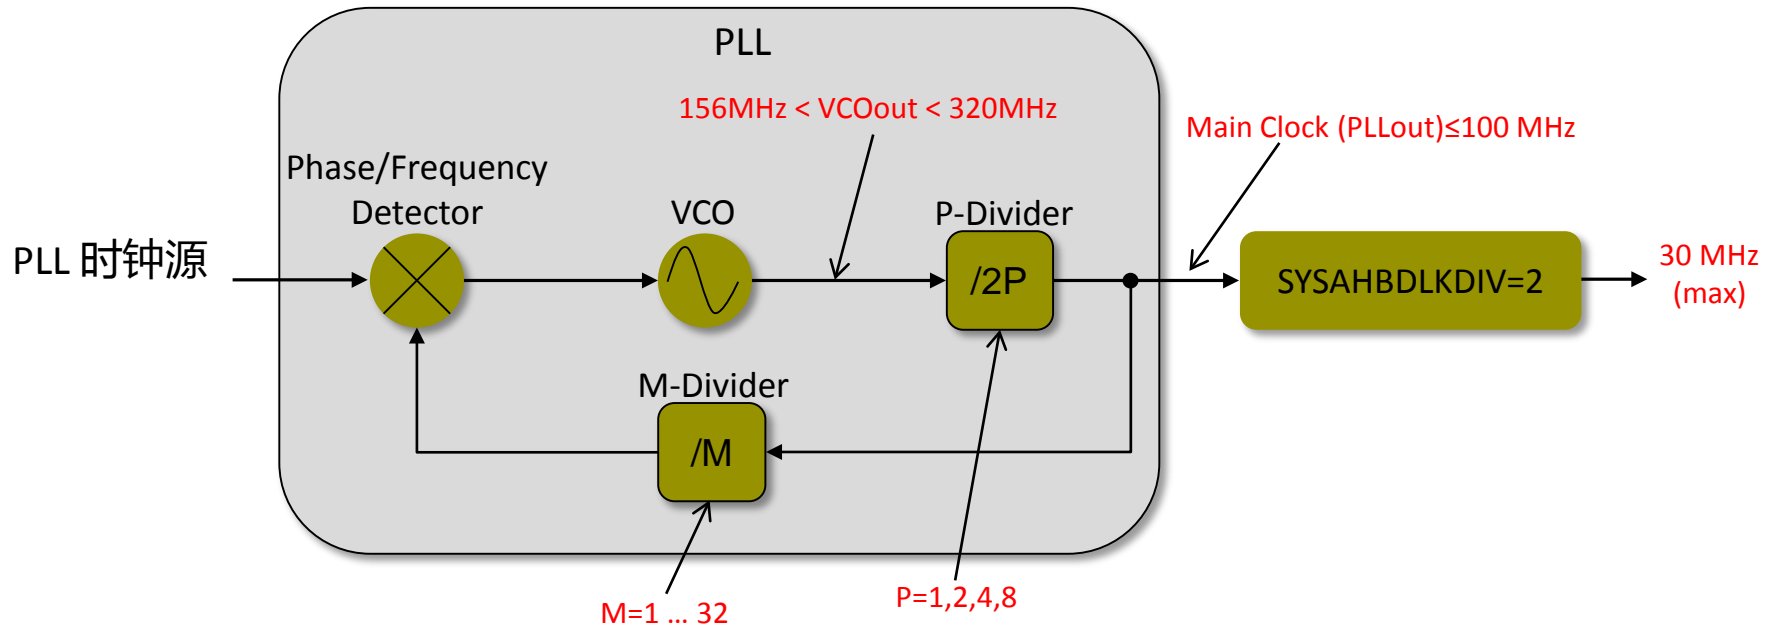 PLL
156MHz < VCOout < 320MHz
Main Clock (PLLout)≤100 MHz
Phase/Frequency
Detector
VCO
P-Divider
PLL 时钟源
/2P
SYSAHBDLKDIV=2
30 MHz
(max)
M-Divider
/M
P=1,2,4,8
M=1 ... 32